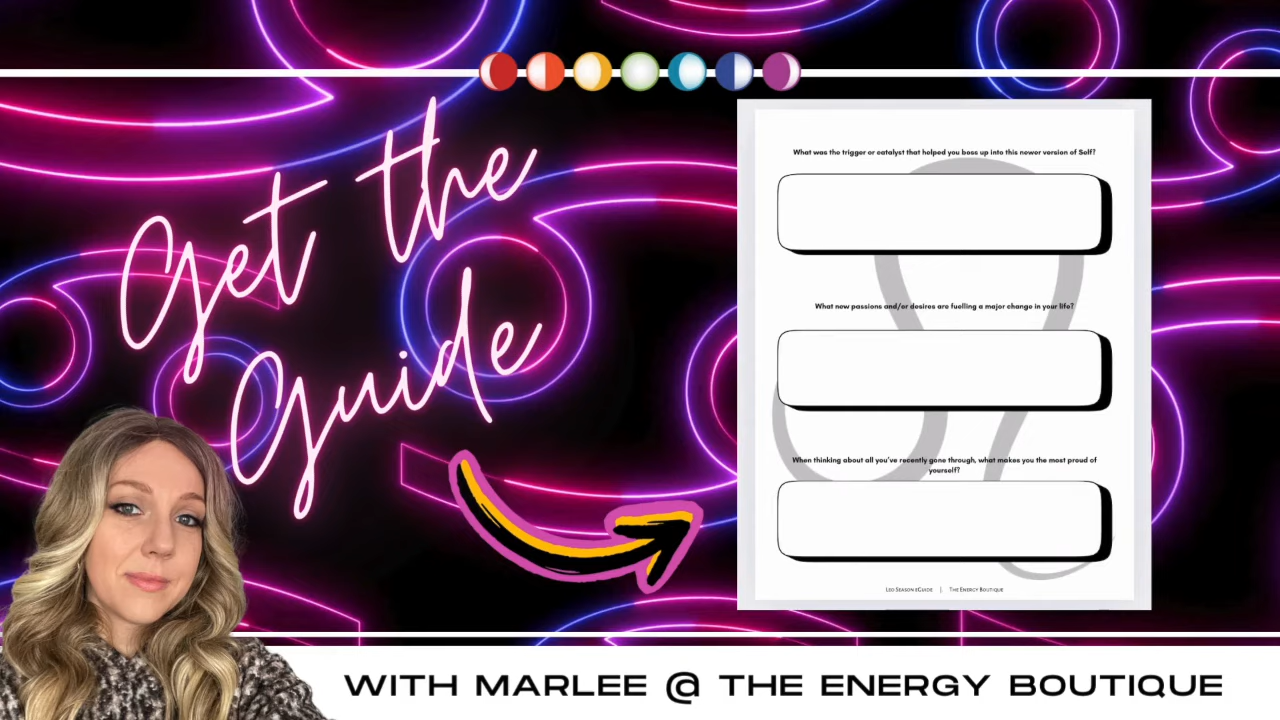 Get the
Guide
What was the trigger or catalyst that helped you boss up into this newer version of Self?
What new passions and/or desires are fuelling a major change in your life?
When thinking about all you've recently gone through, what makes you the most proud of
yourself?
Leo Season eGuide | The Energy Boutique
WITH MARLEE @ THE ENERGY BOUTIQUE